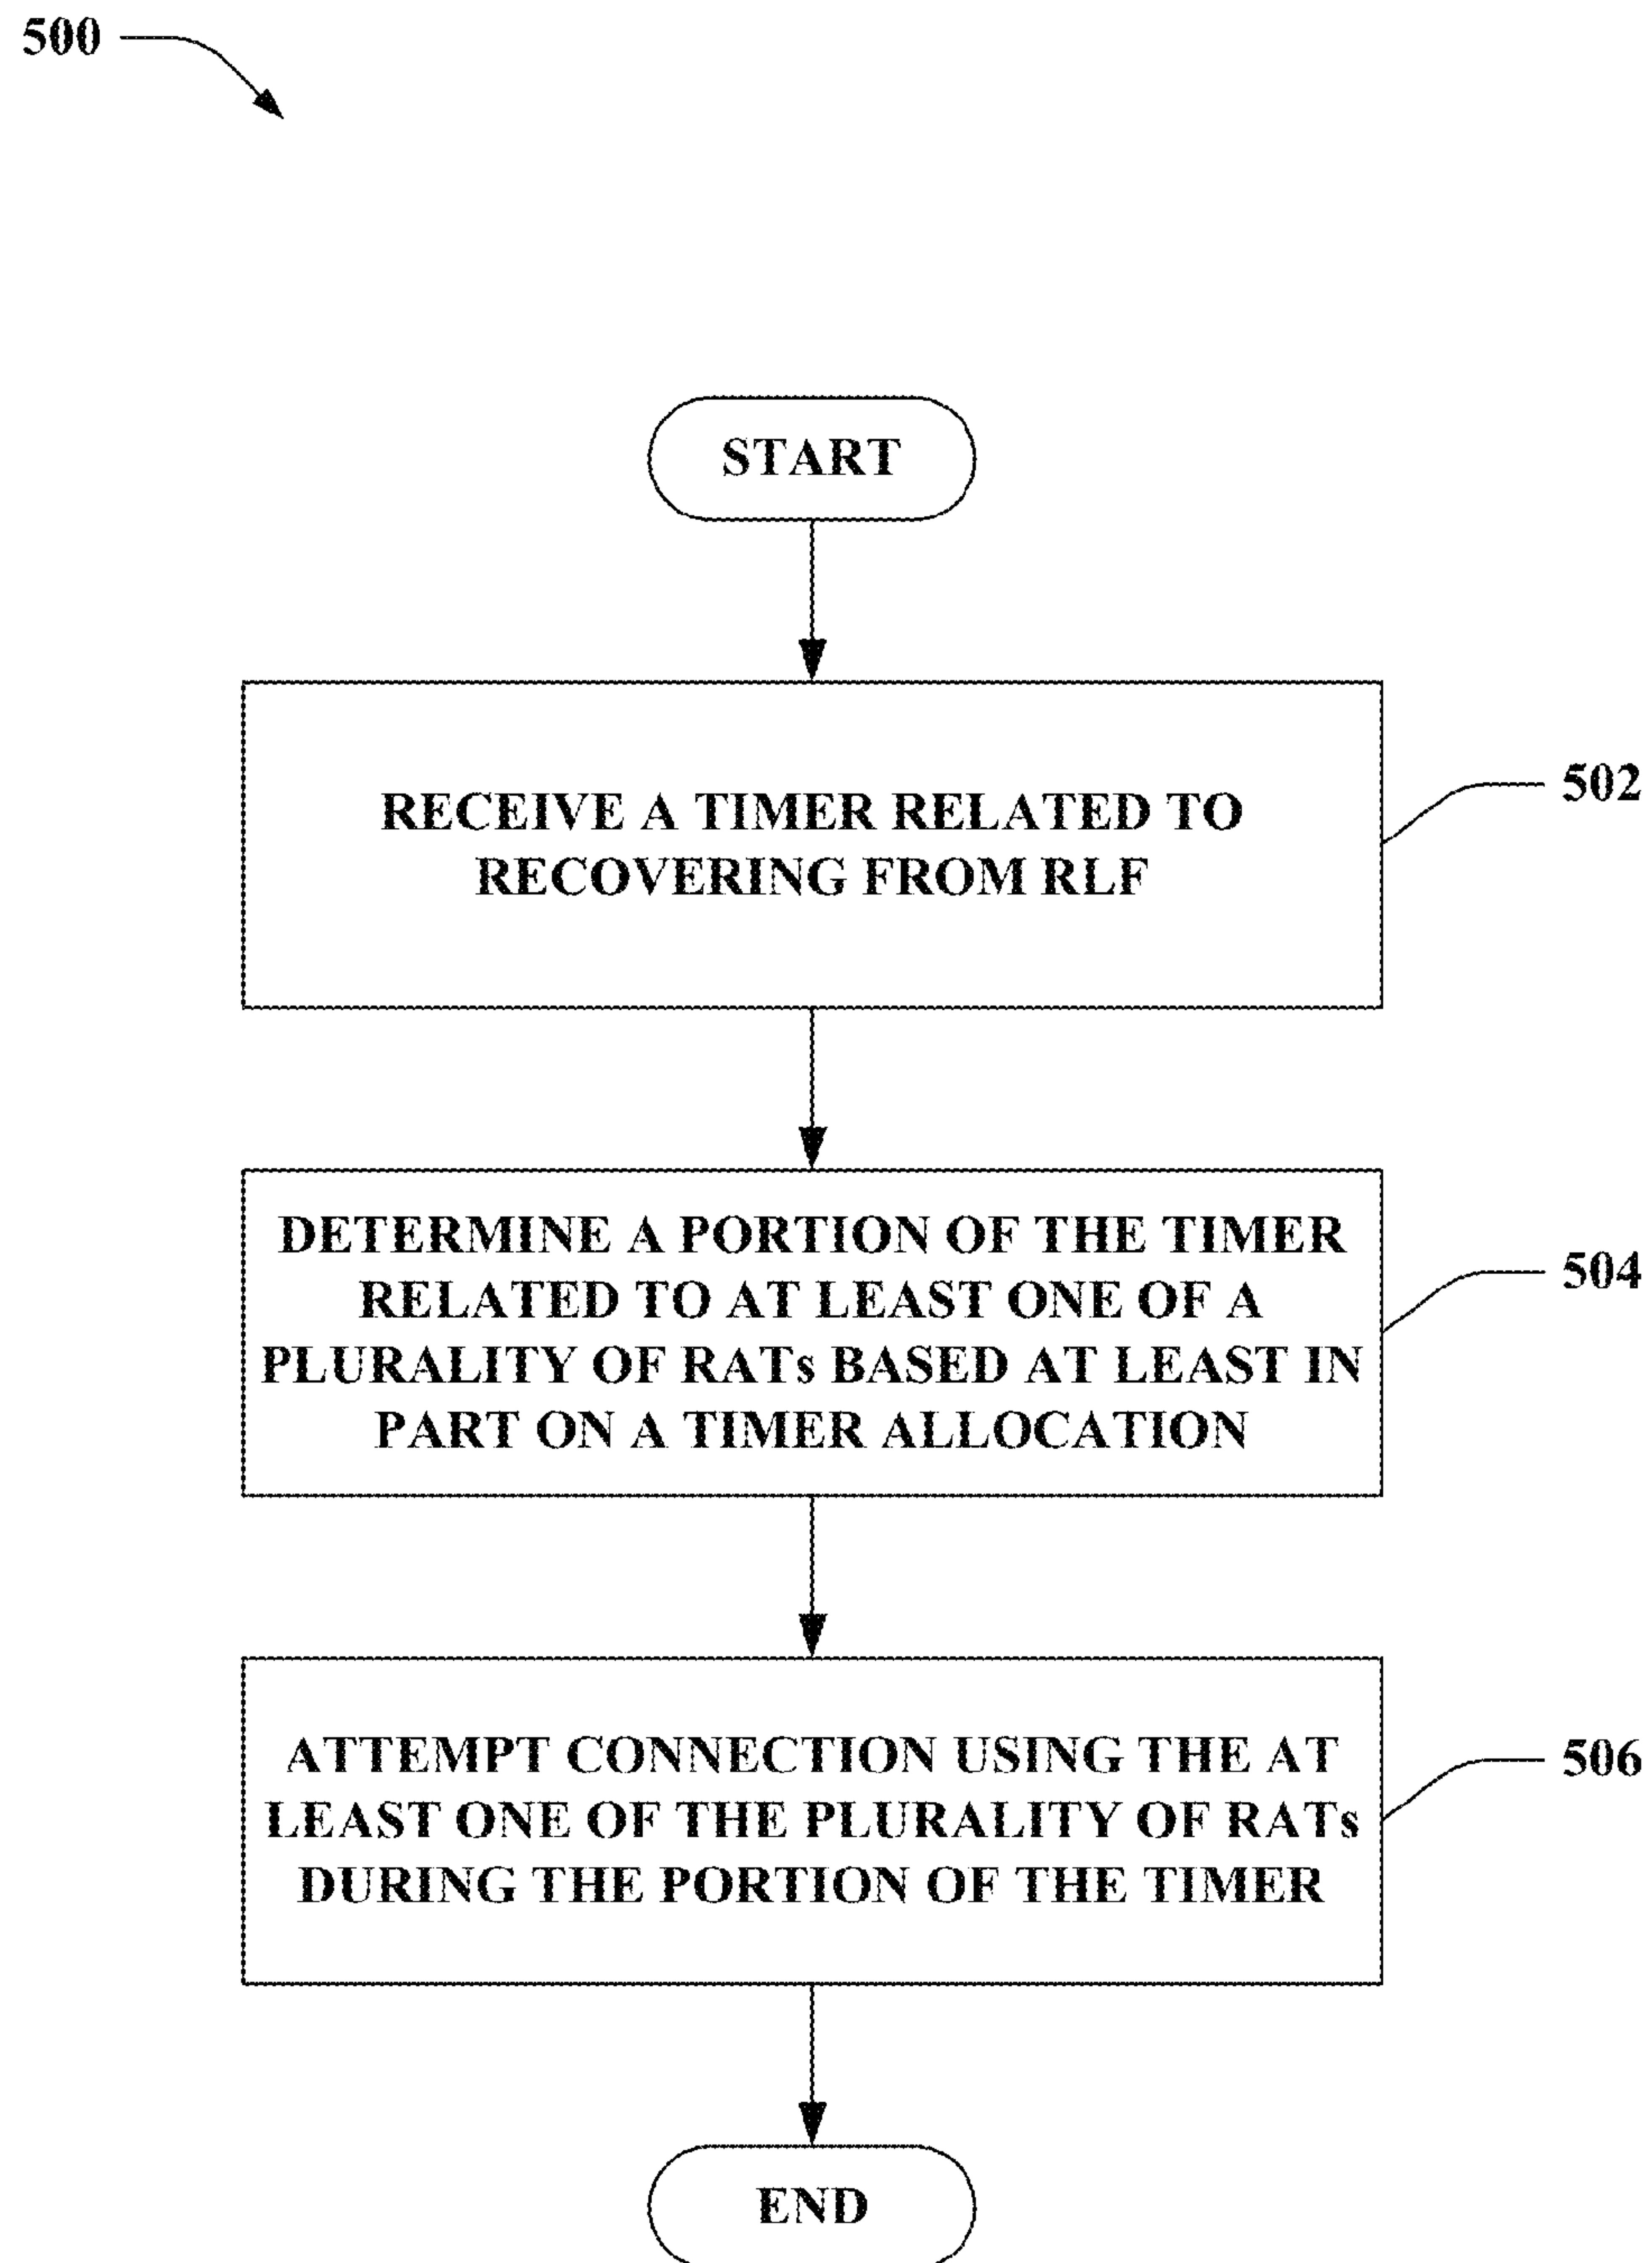 500
START
RECEIVE A TIMER RELATED TO
RECOVERING FROM RLF
502
DETERMINE A PORTION OF THE TIMER
RELATED TO AT LEAST ONE OF A
PLURALITY OF RATs BASED AT LEAST IN
PART ON A TIMER ALLOCATION
504
ATTEMPT CONNECTION USING THE AT
LEAST ONE OF THE PLURALITY OF RATs
DURING THE PORTION OF THE TIMER
506
END